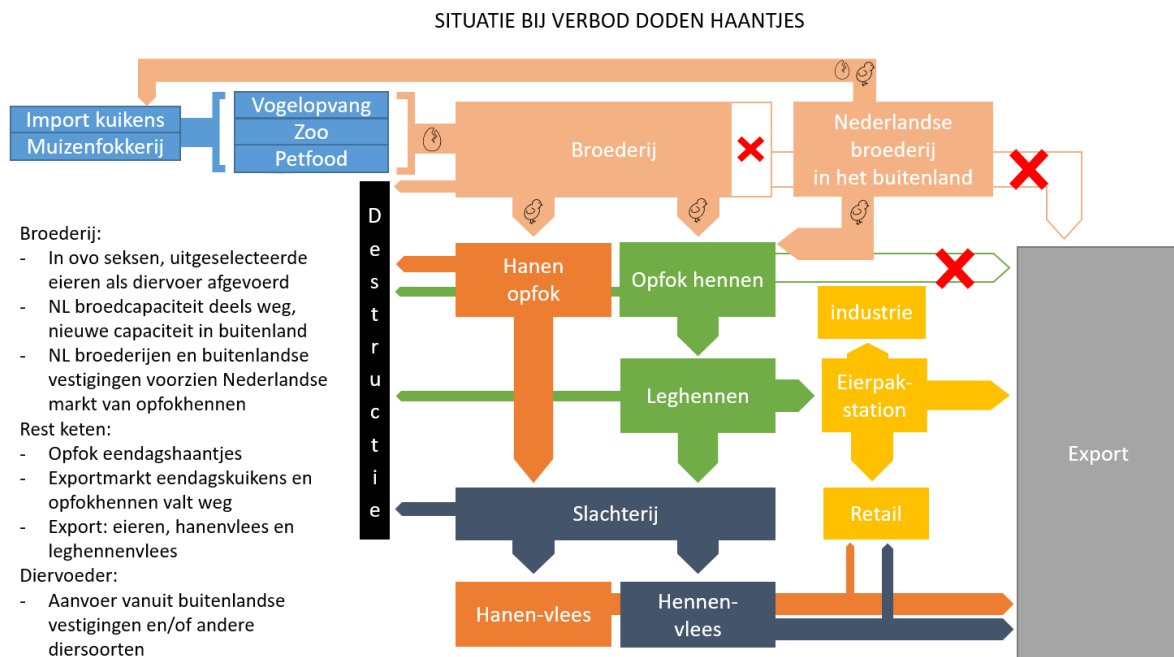 SITUATIE BIJ VERBOD DODEN HAANTJES
Import kuikens
Muizenfokkerij
Vogelopvang
Zoo
Petfood
Broederij
Nederlandse
broederij
in het buitenland
Destructie
Broederij:
- In ovo seksen, uitgeselecteerde
eieren als diervoer afgevoerd
- NL broedcapaciteit deels weg,
nieuwe capaciteit in buitenland
- NL broederijen en buitenlandse
vestigingen voorzien Nederlandse
markt van opfokhennen
Rest keten:
- Opfok eendagshaantjes
- Exportmarkt eendagskuikens en
opfokhennen valt weg
- Export: eieren, hanenvlees en
leghennenvlees
Diervoeder:
- Aanvoer vanuit buitenlandse
vestigingen en/of andere
diersoorten
Hanen
opfok
Opfok hennen
industrie
Leghennen
Eierpak-
station
Export
Slachterij
Retail
Hanen-vlees
Hennen-
vlees